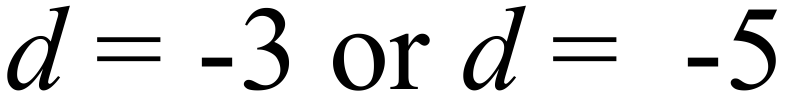 d = -3 or d = -5